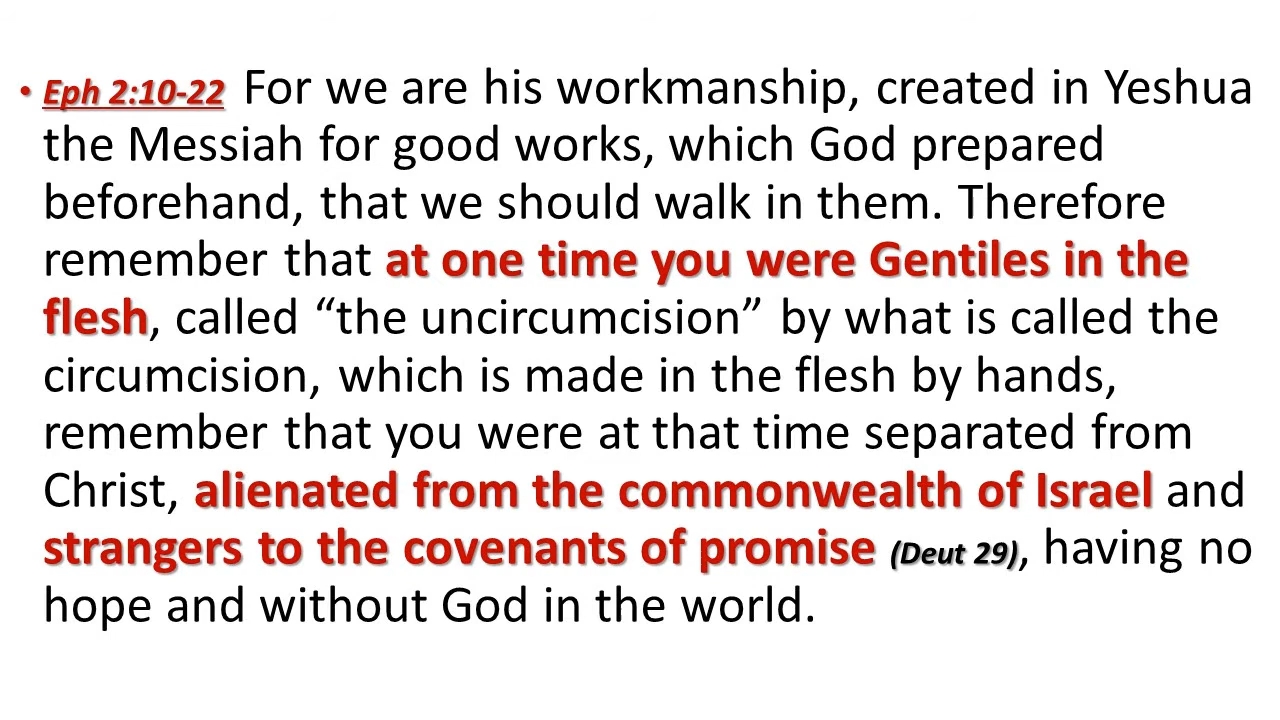 • Eph 2:10-22 For we are his workmanship, created in Yeshua
the Messiah for good works, which God prepared
beforehand, that we should walk in them. Therefore
remember that at one time you were Gentiles in the
flesh, called “the uncircumcision” by what is called the
circumcision, which is made in the flesh by hands,
remember that you were at that time separated from
Christ, alienated from the commonwealth of Israel and
strangers to the covenants of promise (Deut 29), having no
hope and without God in the world.